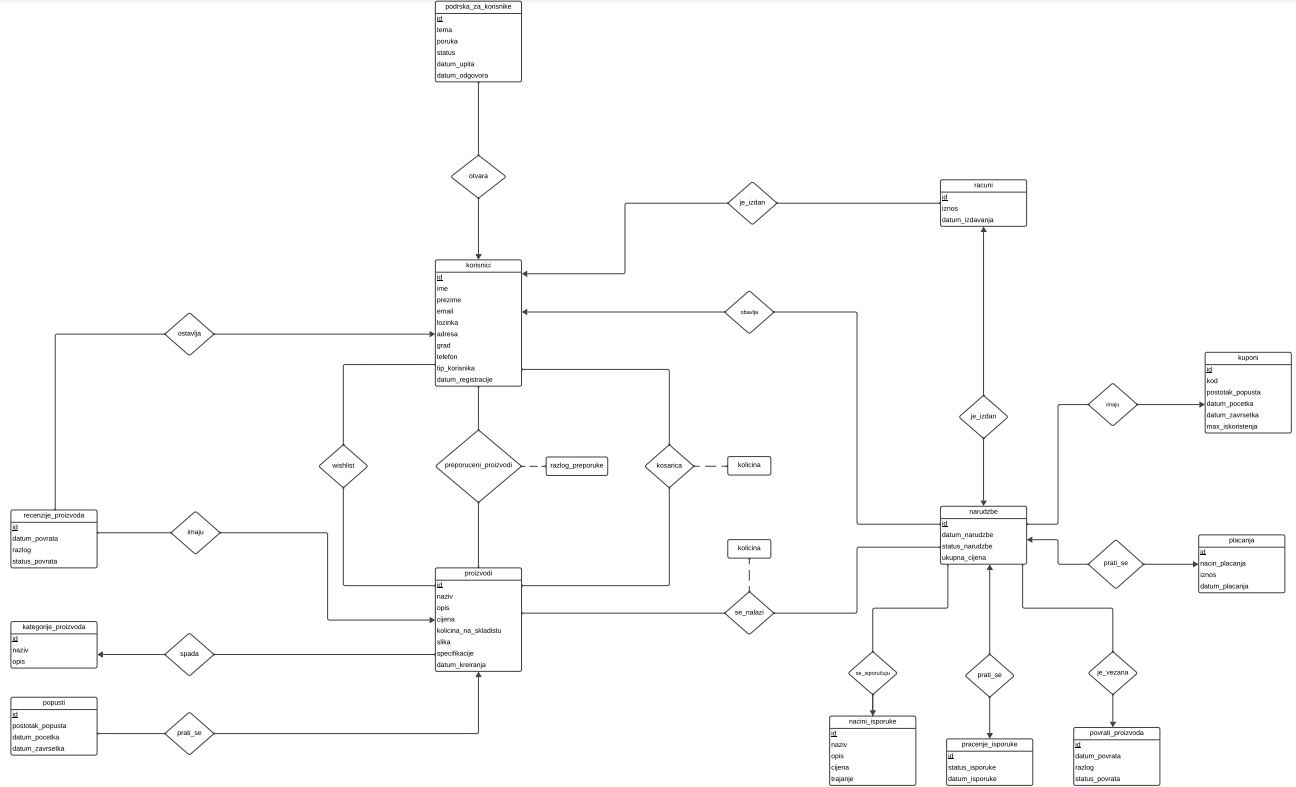 podrska_za_korisnike
id
tema
poruka
status
datum_upita
datum_odgovora
otvara
racuni
id
iznos
datum_izdavanja
je_izdan
korisnici
id
ime
prezime
email
lozinka
adresa
grad
telefon
tip_korisnika
datum_registracije
obavlja
ostavlja
kuponi
id
kod
postotak_popusta
datum_pocetka
datum_zavrsetka
max_iskoristenja
imaju
je_izdan
wishlist
preporuceni_proizvodi
razlog_preporuke
kosarica
kolicina
recenzije_proizvoda
id
datum_povrata
razlog
status_povrata
imaju
narudzbe
id
datum_narudzbe
status_narudzbe
ukupna_cijena
placanja
id
nacin_placanja
iznos
datum_placanja
prati_se
kolicina
se_nalazi
proizvodi
id
naziv
opis
cijena
kolicina_na_skladistu
slika
specifikacije
datum_kreiranja
kategorije_proizvoda
id
naziv
opis
spada
se_isporučuju
prati_se
je_vezana
popusti
id
postotak_popusta
datum_pocetka
datum_zavrsetka
prati_se
nacini_isporuke
id
naziv
opis
cijena
trajanje
pracenje_isporuke
id
status_isporuke
datum_isporuke
povrati_proizvoda
id
datum_povrata
razlog
status_povrata